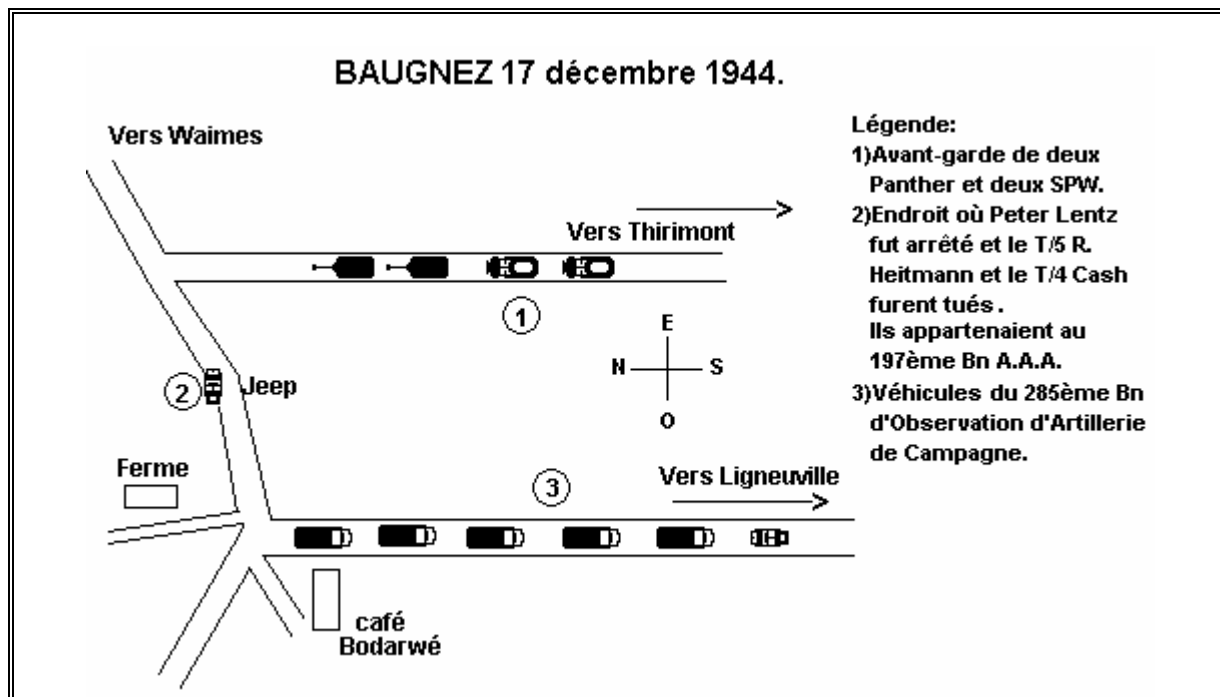 BAUGNEZ 17 décembre 1944.
Vers Waimes
Légende:
1)Avant-garde de deux
Panther et deux SPW.
2)Endroit où Peter Lentz
fut arrêté et le T/5 R.
Heitmann et le T/4 Cash
furent tués .
Ils appartenaient au
197ème Bn A.A.A.
3)Véhicules du 285ème Bn
d'Observation d'Artillerie
de Campagne.
Vers Thirimont
1
E
N
S
O
2
Jeep
Ferme
3
Vers Ligneuville
café
Bodarwé